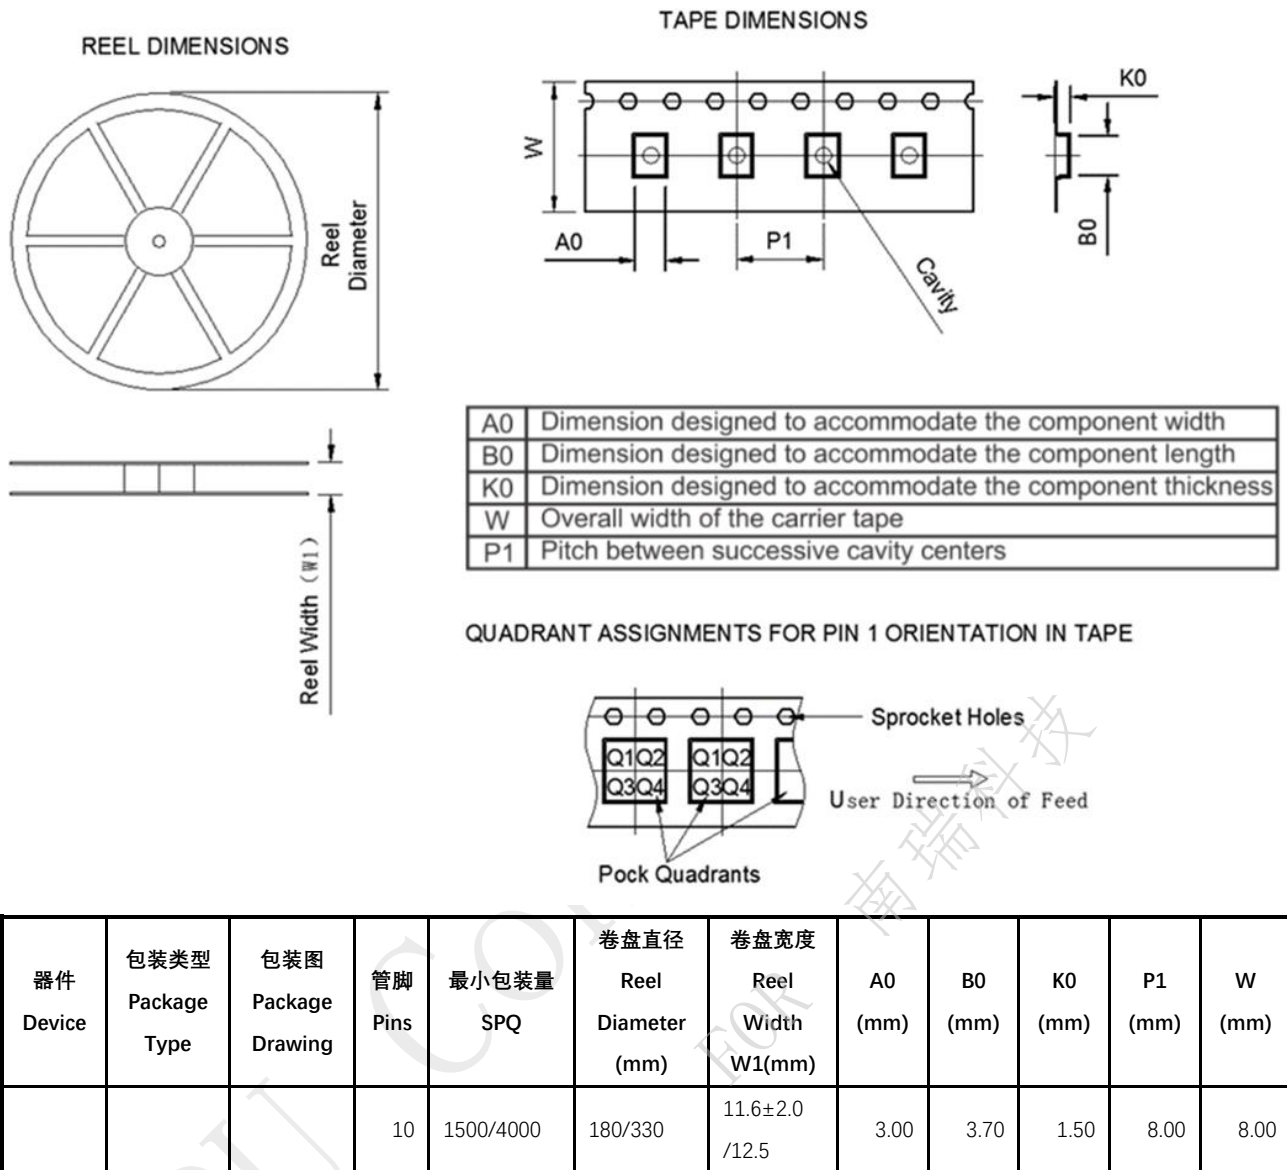 REEL DIMENSIONS
TAPE DIMENSIONS
Reel
Diameter
W
A0
P1
Cavity
K0
B0
Reel Width (W1)
A0 Dimension designed to accommodate the component width
B0 Dimension designed to accommodate the component length
K0 Dimension designed to accommodate the component thickness
W Overall width of the carrier tape
P1 Pitch between successive cavity centers
QUADRANT ASSIGNMENTS FOR PIN 1 ORIENTATION IN TAPE
Sprocket Holes
Q1 Q2 Q1 Q2
Q3 Q4 Q3 Q4
User Direction of Feed
Pock Quadrants
南瑞科技
FOR
器件
Device
包装类型
Package
Type
包装图
Package
Drawing
管脚
Pins
最小包装量
SPQ
卷盘直径
Reel
Diameter
(mm)
卷盘宽度
Reel
Width
W1(mm)
A0
(mm)
B0
(mm)
K0
(mm)
P1
(mm)
W
(mm)
10 1500/4000 180/330 11.6±2.0 3.00 3.70 1.50 8.00 8.00
/12.5